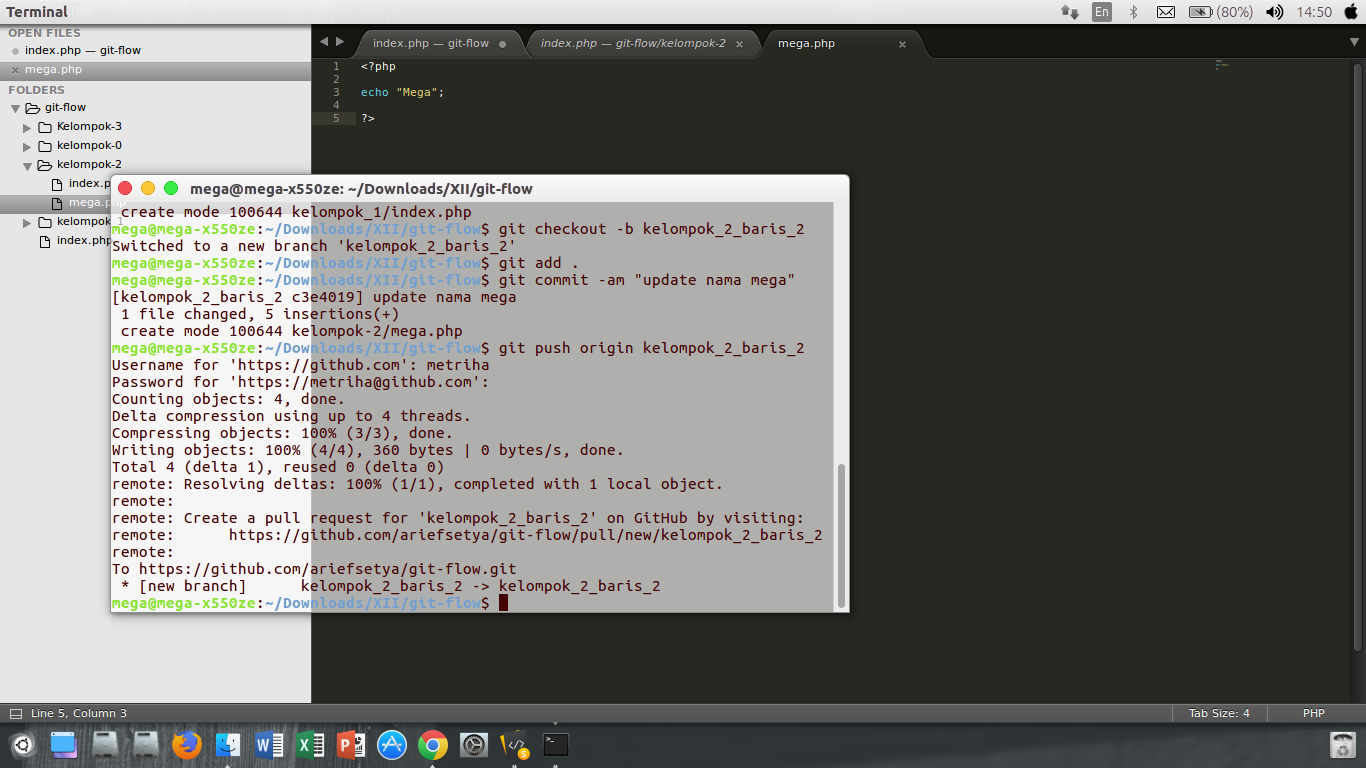 Terminal
En
(80%)
14:50
OPEN FILES
index.php — git-flow
mega.php
FOLDERS
git-flow
Kelompok-3
kelompok-0
kelompok-2
index.p
mega.p
kelompok_1
index.php
index.php — git-flow
index.php — git-flow/kelompok-2
mega.php
1 <?php
2
3 echo "Mega";
4
5 ?>
mega@mega-x550ze: ~/Downloads/XII/git-flow
create mode 100644 kelompok_1/index.php
mega@mega-x550ze:~/Downloads/XII/git-flow$ git checkout -b kelompok_2_baris_2
Switched to a new branch 'kelompok_2_baris_2'
mega@mega-x550ze:~/Downloads/XII/git-flow$ git add .
mega@mega-x550ze:~/Downloads/XII/git-flow$ git commit -am "update nama mega"
[kelompok_2_baris_2 c3e4019] update nama mega
1 file changed, 5 insertions(+)
create mode 100644 kelompok-2/mega.php
mega@mega-x550ze:~/Downloads/XII/git-flow$ git push origin kelompok_2_baris_2
Username for 'https://github.com': metriha
Password for 'https://metriha@github.com':
Counting objects: 4, done.
Delta compression using up to 4 threads.
Compressing objects: 100% (3/3), done.
Writing objects: 100% (4/4), 360 bytes | 0 bytes/s, done.
Total 4 (delta 1), reused 0 (delta 0)
remote: Resolving deltas: 100% (1/1), completed with 1 local object.
remote:
remote: Create a pull request for 'kelompok_2_baris_2' on GitHub by visiting:
remote:      https://github.com/ariefsetya/git-flow/pull/new/kelompok_2_baris_2
remote:
To https://github.com/ariefsetya/git-flow.git
* [new branch]      kelompok_2_baris_2 -> kelompok_2_baris_2
mega@mega-x550ze:~/Downloads/XII/git-flow$
Line 5, Column 3
Tab Size: 4
PHP